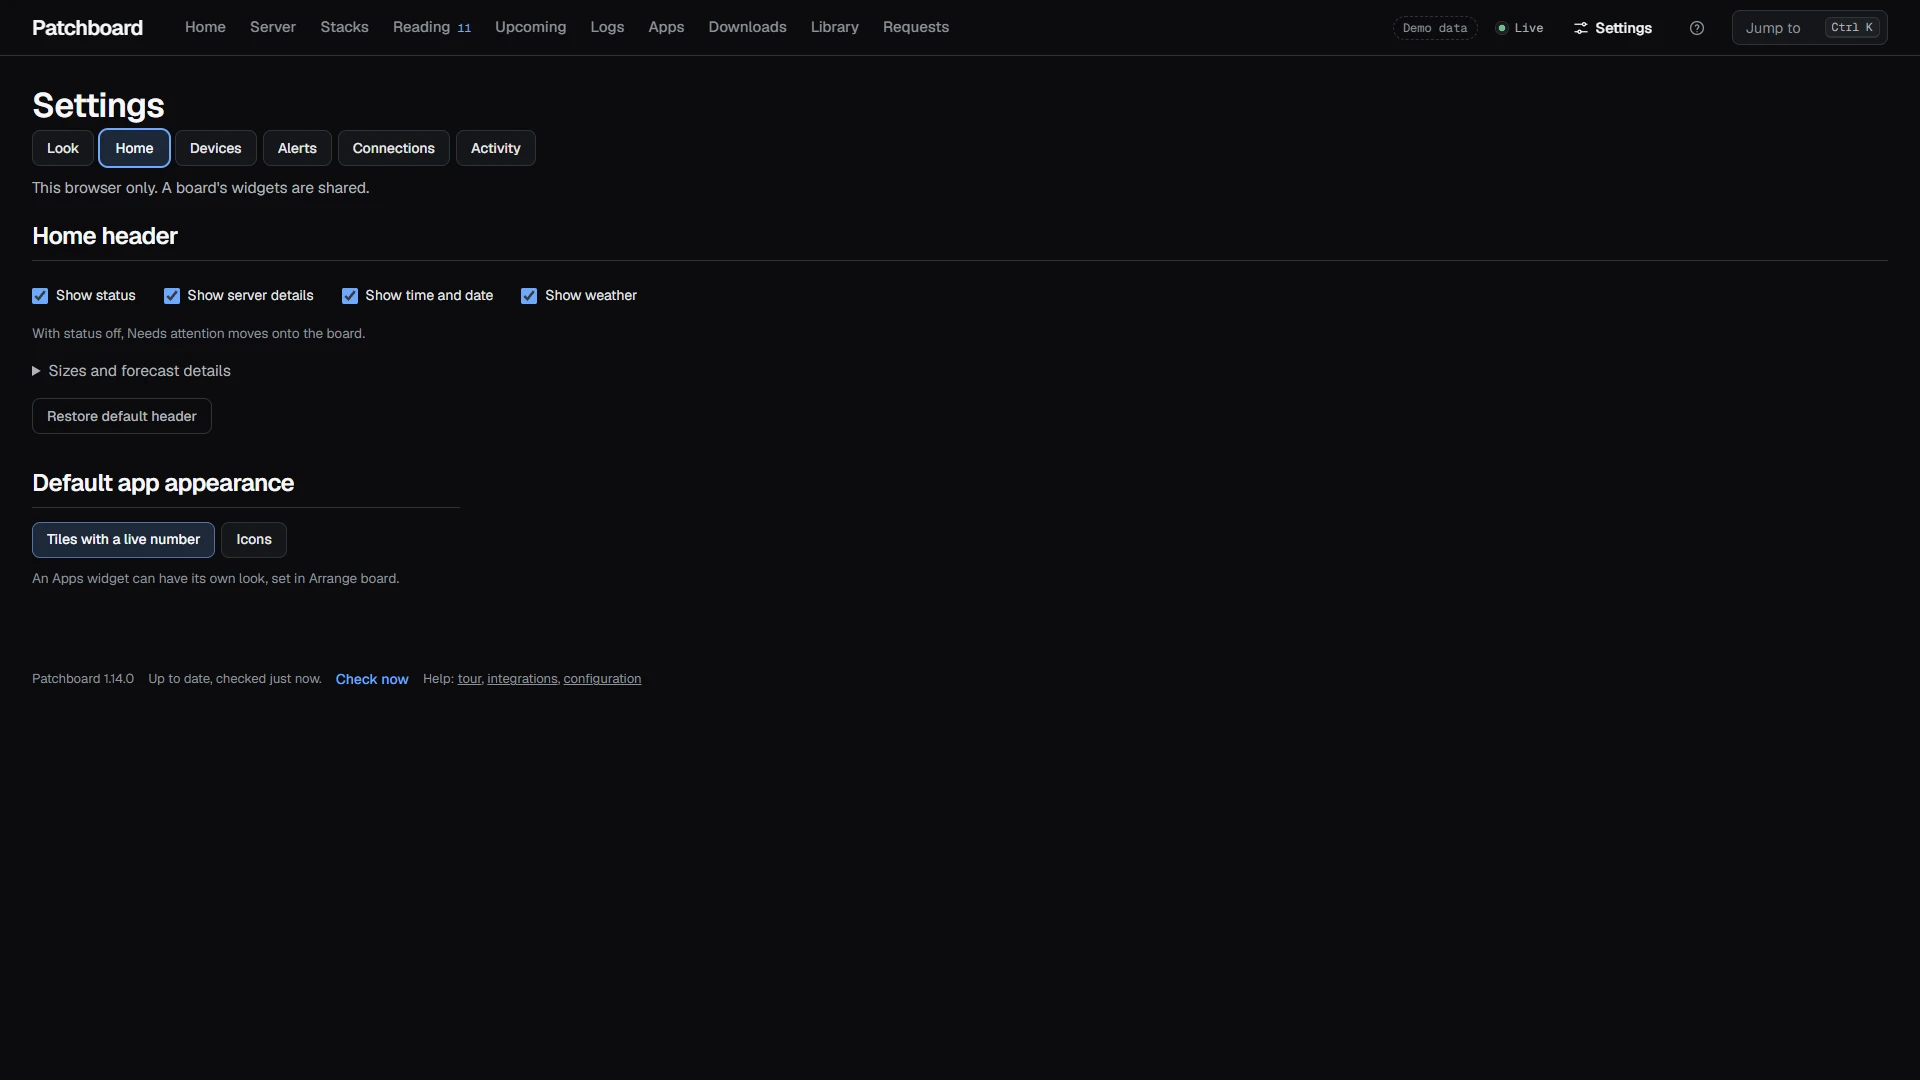 Patchboard Home Server Stacks Reading 11 Upcoming Logs Apps Downloads Library Requests Demo data Live Settings Jump to Ctrl K
Settings
Look Home Devices Alerts Connections Activity
This browser only. A board's widgets are shared.
Home header
Show status Show server details Show time and date Show weather
With status off, Needs attention moves onto the board.
Sizes and forecast details
Restore default header
Default app appearance
Tiles with a live number Icons
An Apps widget can have its own look, set in Arrange board.
Patchboard 1.14.0 Up to date, checked just now. Check now Help: tour, integrations, configuration